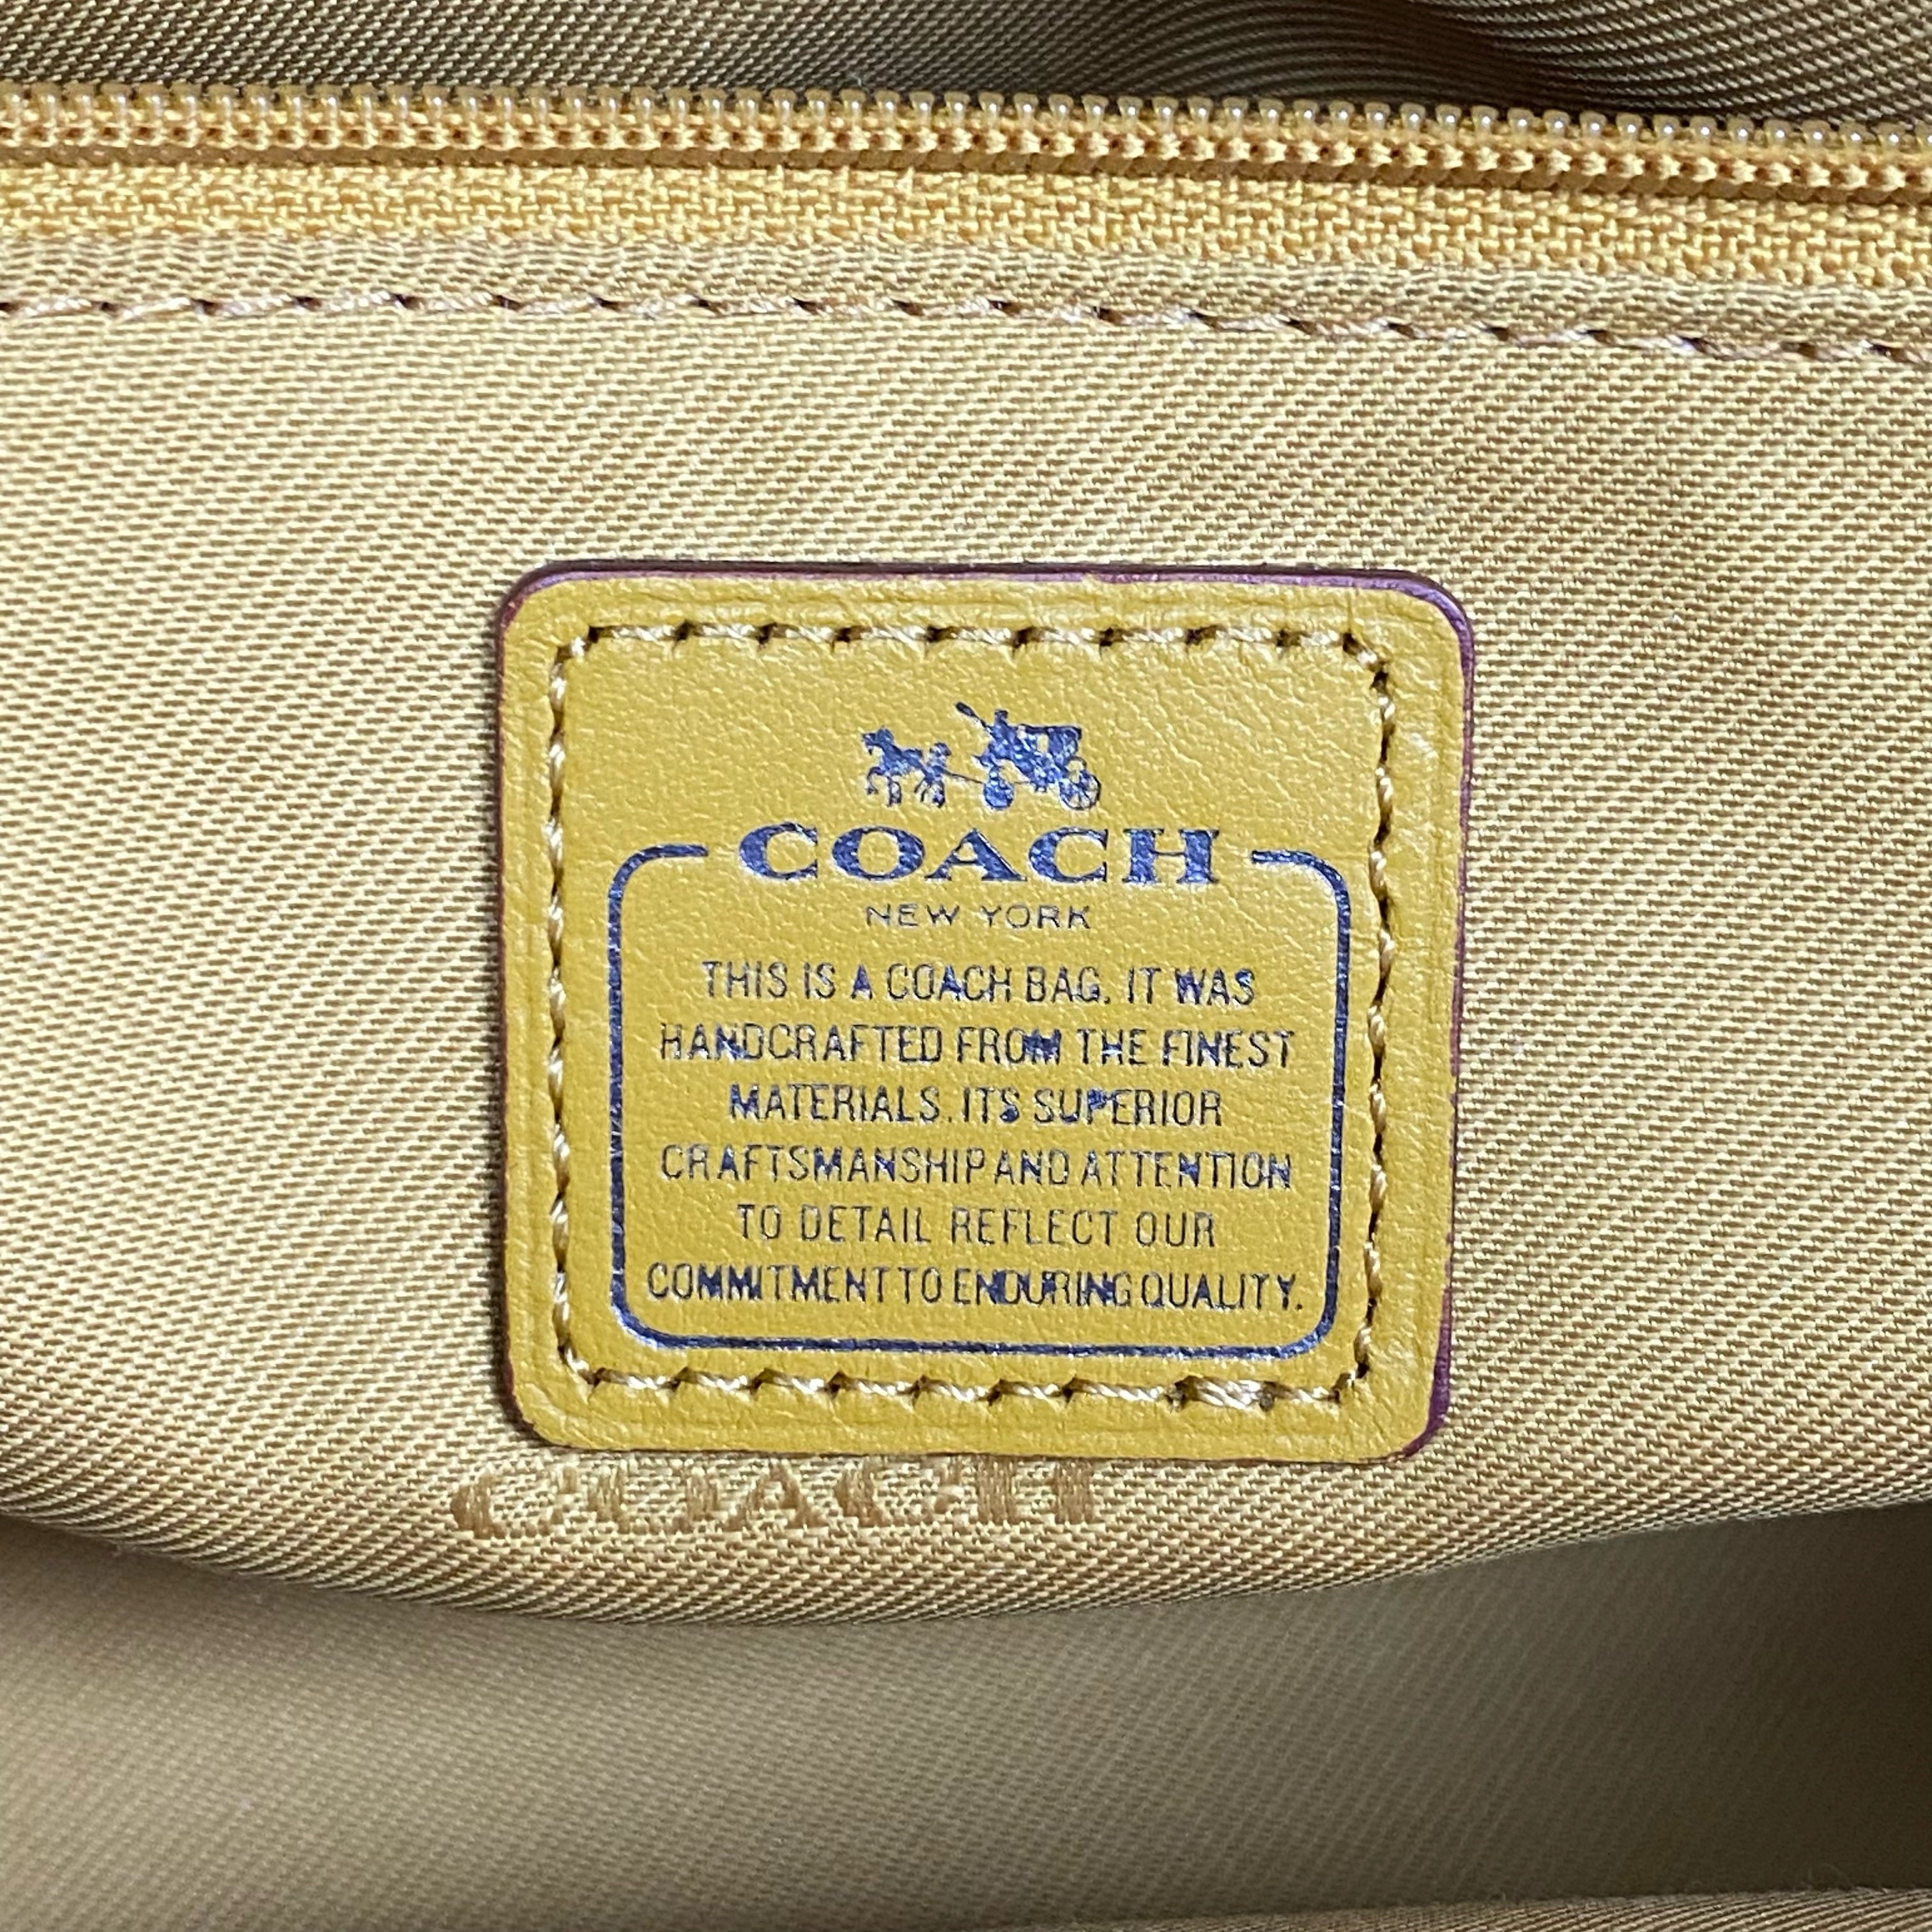 COACH
NEW YORK
THIS IS A COACH BAG. IT WAS
HANDCRAFTED FROM THE FINEST
MATERIALS. ITS SUPERIOR
CRAFTSMANSHIP AND ATTENTION
TO DETAIL REFLECT OUR
COMMITMENT TO ENDURING QUALITY.
COACH